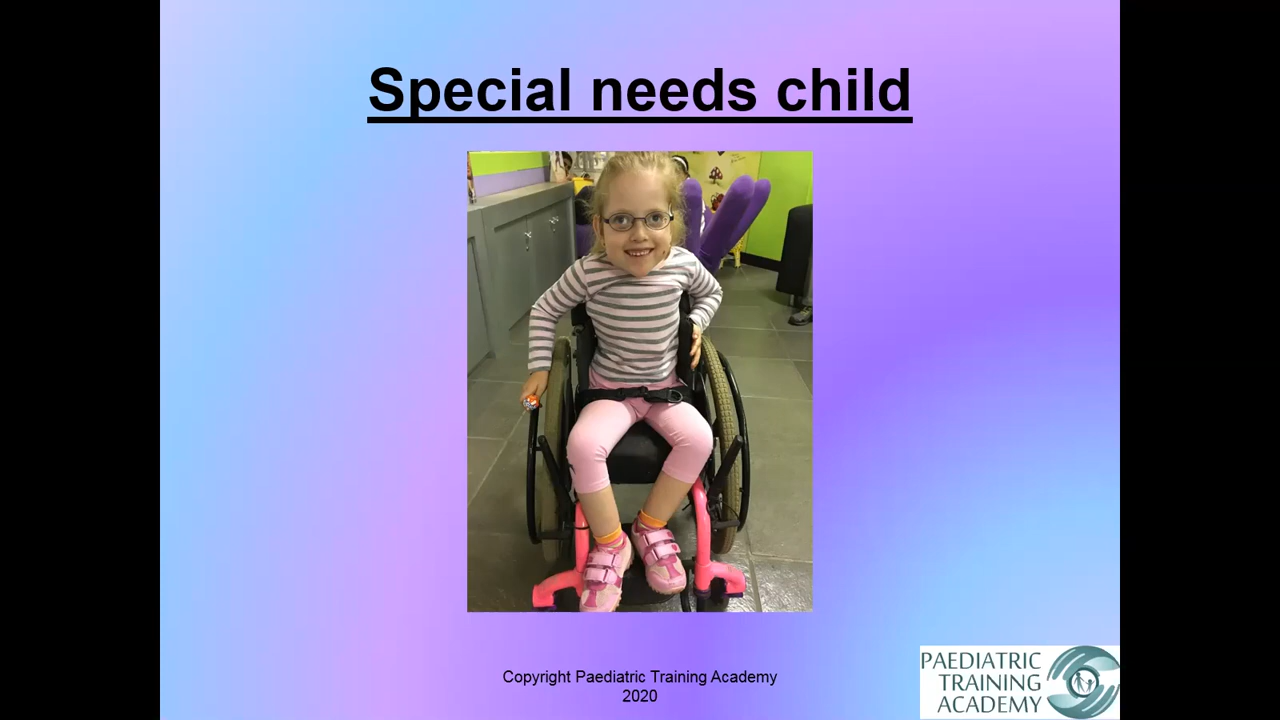 Special needs child
Copyright Paediatric Training Academy
2020
PAEDIATRIC
TRAINING
ACADEMY